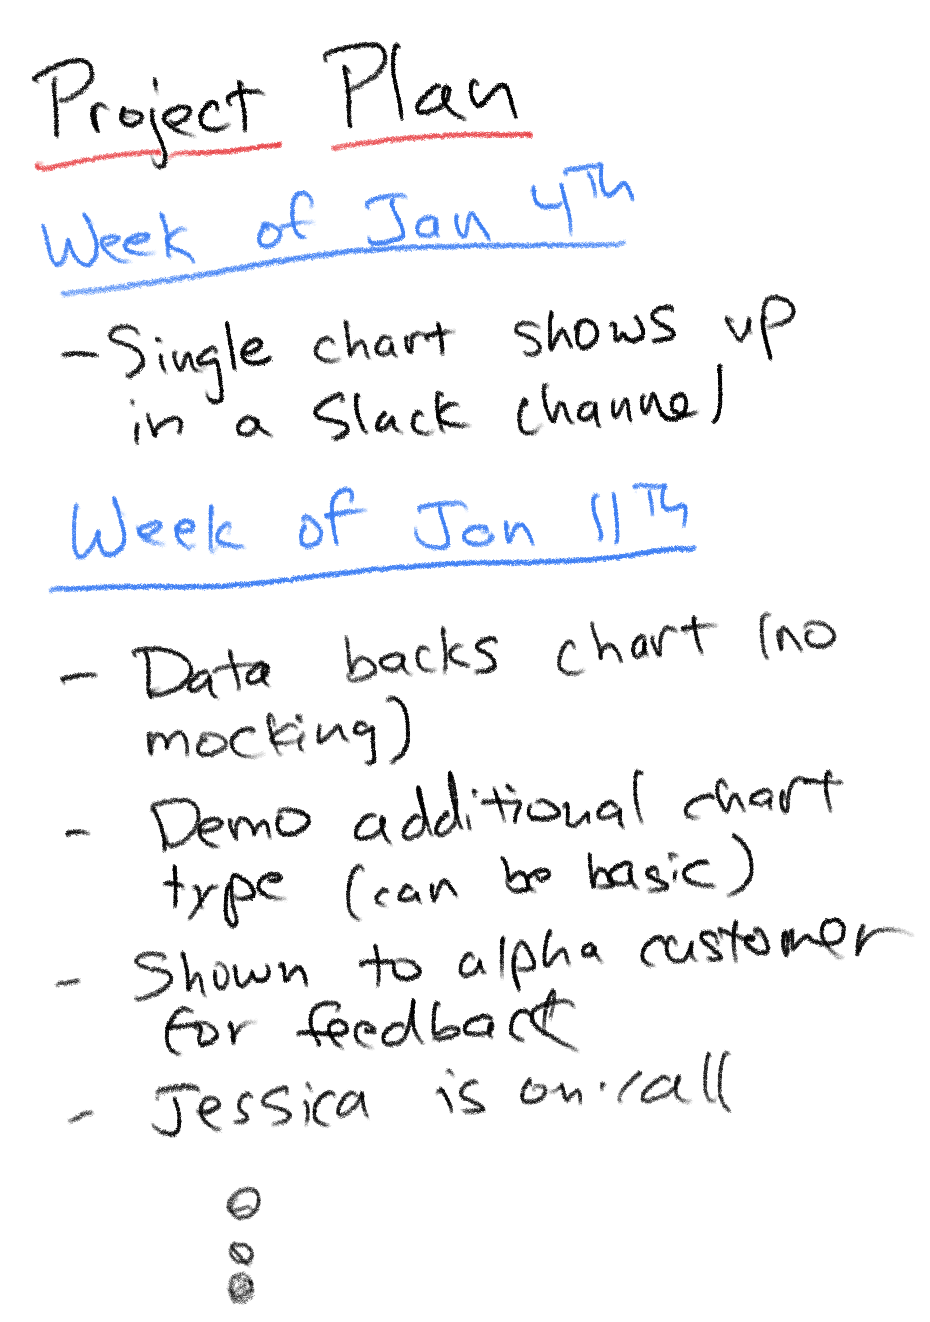 Project Plan
Week of Jan 4Th
- Single chart shows up
in a Slack channel
Week of Jan 11Th
- Data backs chart (no
mocking)
- Demo additional chart
type (can be basic)
- Shown to alpha customer
for feedback
- Jessica is on-call